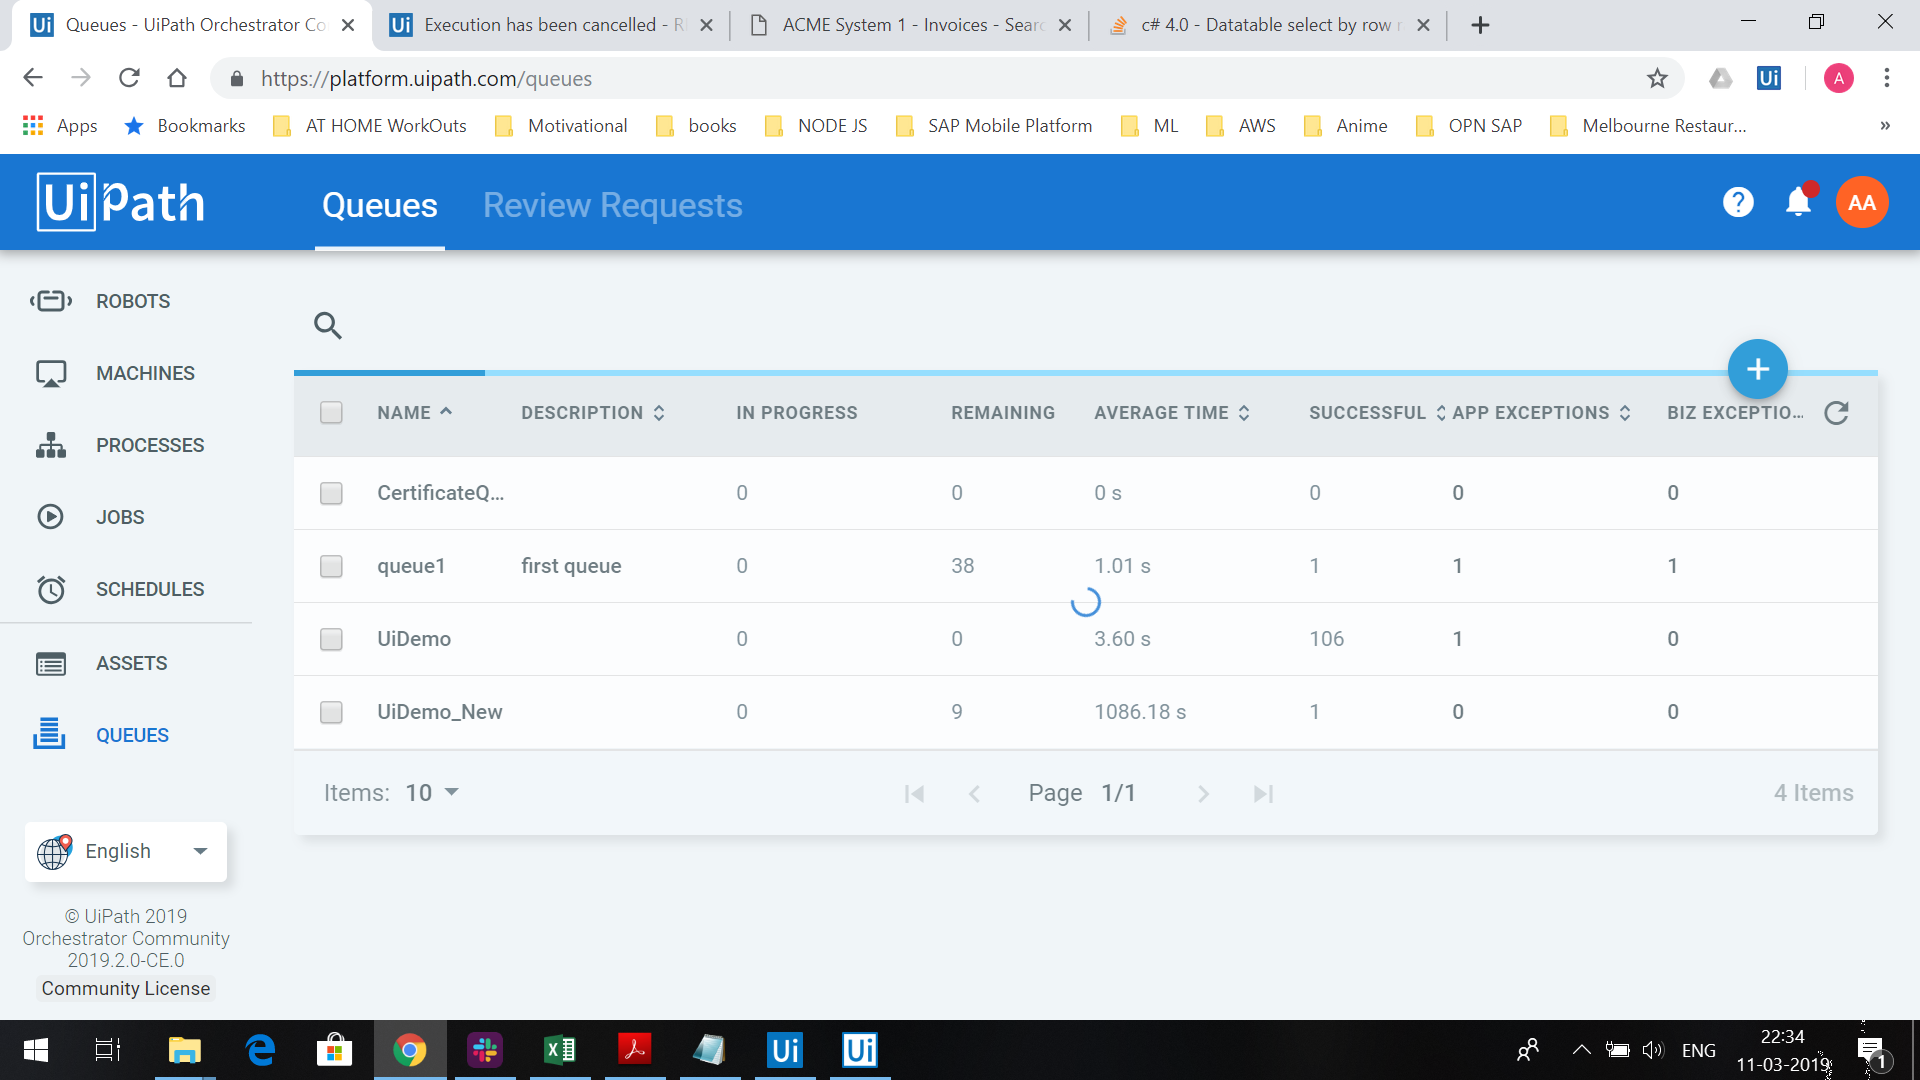 Queues - UiPath Orchestrator Co
Execution has been cancelled - R
ACME System 1 - Invoices - Sear
c# 4.0 - Datatable select by row r
https://platform.uipath.com/queues
A
Apps
Bookmarks
AT HOME WorkOuts
Motivational
books
NODE JS
SAP Mobile Platform
ML
AWS
Anime
OPN SAP
Melbourne Restaur...
»
UiPath
Queues
Review Requests
?
AA
ROBOTS
MACHINES
PROCESSES
JOBS
SCHEDULES
ASSETS
QUEUES
NAME DESCRIPTION IN PROGRESS REMAINING AVERAGE TIME SUCCESSFUL APP EXCEPTIONS BIZ EXCEPTIO...
CertificateQ... 0 0 0 s 0 0 0
queue1 first queue 0 38 1.01 s 1 1 1
UiDemo 0 0 3.60 s 106 1 0
UiDemo_New 0 9 1086.18 s 1 0 0
Items: 10 Page 1/1 4 Items
English
© UiPath 2019
Orchestrator Community
2019.2.0-CE.0
Community License
ENG
22:34
11-03-2019
1